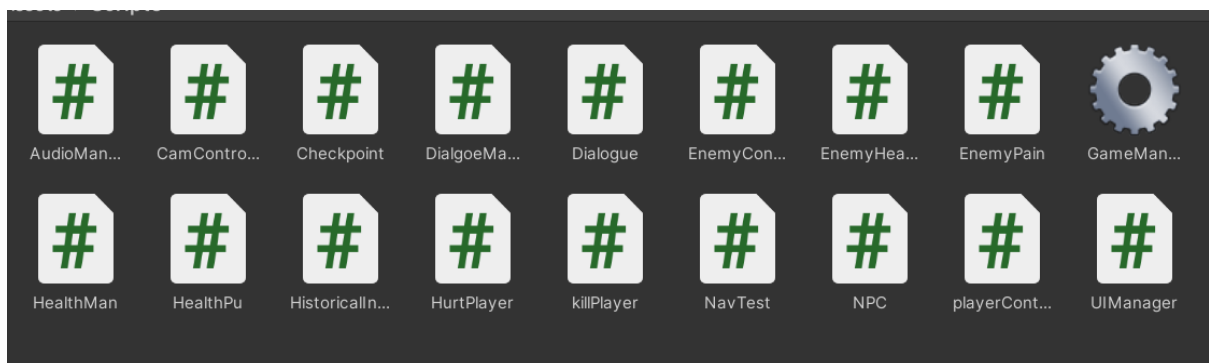 AudioMan... CamContro... Checkpoint DialgoeMa... Dialogue EnemyCon... EnemyHea... EnemyPain GameMan...
HealthMan HealthPu HistoricalIn... HurtPlayer killPlayer NavTest NPC playerCont... UIManager